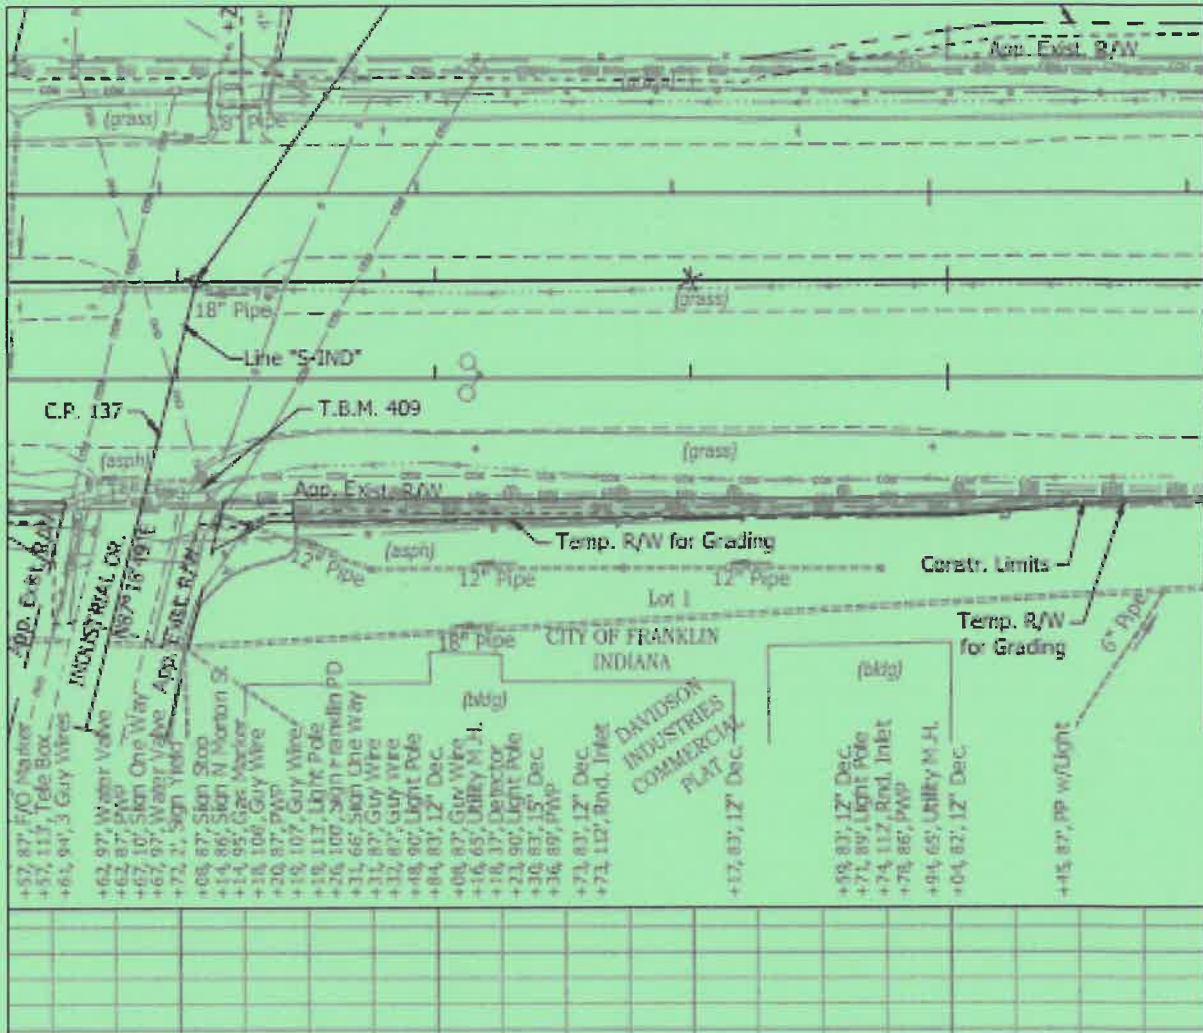 App. Exist. R/W
(grass)
18" Pipe
(grass)
Line "S-IND"
C.P. 137
T.B.M. 409
(asph)
(grass)
App. Exist. R/W
Temp. R/W for Grading
(asph)
12" Pipe
12" Pipe
12" Pipe
Constr. Limits
Temp. R/W
for Grading
6" Pipe
Lot 1
18" Pipe
CITY OF FRANKLIN
INDIANA
(bldg)
(bldg)
DAVIDSON
INDUSTRIES
COMMERCIAL
PLAT
App. Exist. R/W
INDUSTRIAL DR.
App. Exist. R/W
+57, 87', F/O Marker
+57, 113', Tele Box
+61, 94', 3 Guy Wires
+62, 97', Water Valve
+62, 87', PWP
+67, 10', Sign One Way
+67, 97', Water Valve
+72, 2', Sign Yield
+08, 87', Sign Stop
+14, 86', Sign N Morton St
+14, 95', Gas Marker
+18, 106', Guy Wire
+20, 87', PWP
+19, 107', Guy Wire
+19, 113', Light Pole
+26, 100', Sign Franklin PD
+31, 66', Sign One Way
+31, 87', Guy Wire
+32, 87', Guy Wire
+48, 90', Light Pole
+84, 83', 12" Dec.
+08, 87', Guy Wire
+16, 65', Utility M.H.
+18, 37', Detector
+23, 90', Light Pole
+30, 83', 15" Dec.
+36, 89', PWP
+73, 83', 12" Dec.
+73, 110', Rnd. Inlet
+17, 83', 12" Dec.
+59, 83', 12" Dec.
+71, 89', Light Pole
+74, 112', Rnd. Inlet
+78, 86', PWP
+94, 65', Utility M.H.
+04, 82', 12" Dec.
+45, 87', PP w/Light